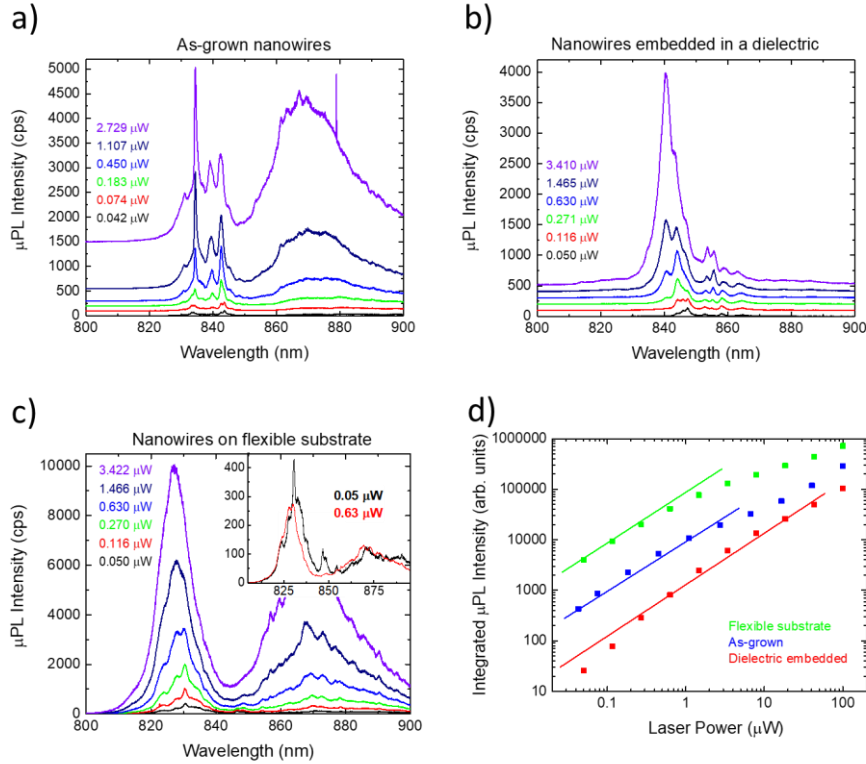 a)
As-grown nanowires
5000
4500
4000
3500
3000
2500
2000
1500
1000
500
0
μPL Intensity (cps)
2.729 μW
1.107 μW
0.450 μW
0.183 μW
0.074 μW
0.042 μW
800 820 840 860 880 900
Wavelength (nm)
b)
Nanowires embedded in a dielectric
4000
3500
3000
2500
2000
1500
1000
500
0
μPL Intensity (cps)
3.410 μW
1.465 μW
0.630 μW
0.271 μW
0.116 μW
0.050 μW
800 820 840 860 880 900
Wavelength (nm)
c)
Nanowires on flexible substrate
10000
8000
6000
4000
2000
0
μPL Intensity (cps)
3.422 μW
1.466 μW
0.630 μW
0.270 μW
0.116 μW
0.050 μW
400
300
200
100
0
0.05 μW
0.63 μW
825 850 875
800 820 840 860 880 900
Wavelength (nm)
d)
1000000
100000
10000
1000
100
10
Integrated μPL Intensity (arb. units)
Flexible substrate
As-grown
Dielectric embedded
0.1 1 10 100
Laser Power (μW)